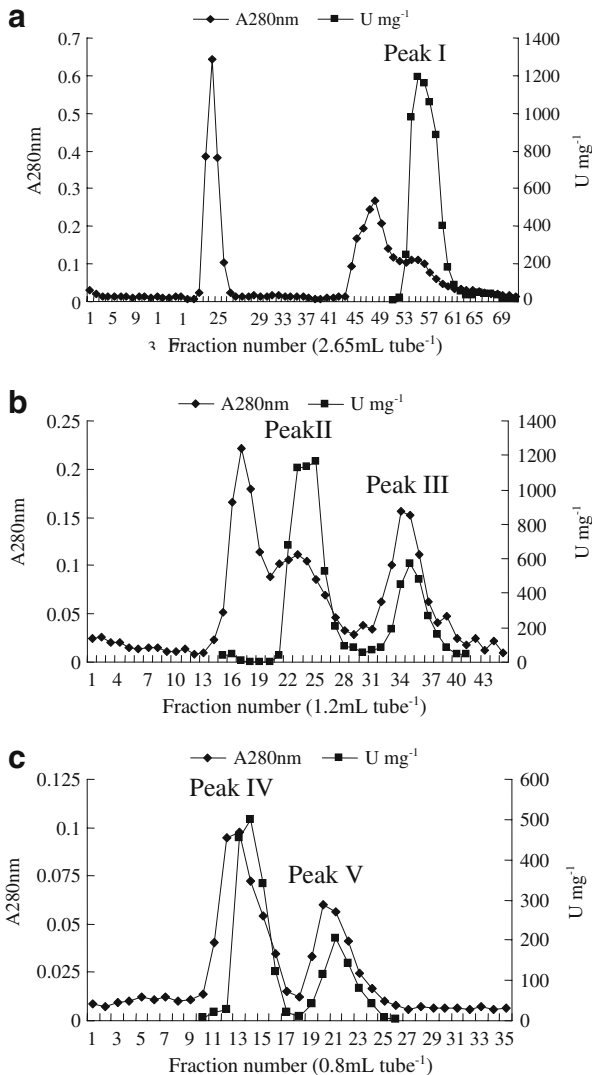 a
A280nm U mg-1
Peak I
0.7 1400
0.6 1200
0.5 1000
0.4 800
0.3 600
0.2 400
0.1 200
0 0
A280nm
U mg-1
1 5 9 1 1 25 29 33 37 41 45 49 53 57 61 65 69
3 7
Fraction number (2.65mL tube-1)
b
A280nm U mg-1
PeakII
Peak III
0.25 1400
1200
0.2 1000
0.15 800
0.1 600
400
0.05 200
0 0
A280nm
U mg-1
1 4 7 10 13 16 19 22 25 28 31 34 37 40 43
Fraction number (1.2mL tube-1)
c
A280nm U mg-1
Peak IV
Peak V
0.125 600
0.1 500
400
0.075 300
0.05 200
0.025 100
0 0
A280nm
U mg-1
1 3 5 7 9 11 13 15 17 19 21 23 25 27 29 31 33 35
Fraction number (0.8mL tube-1)